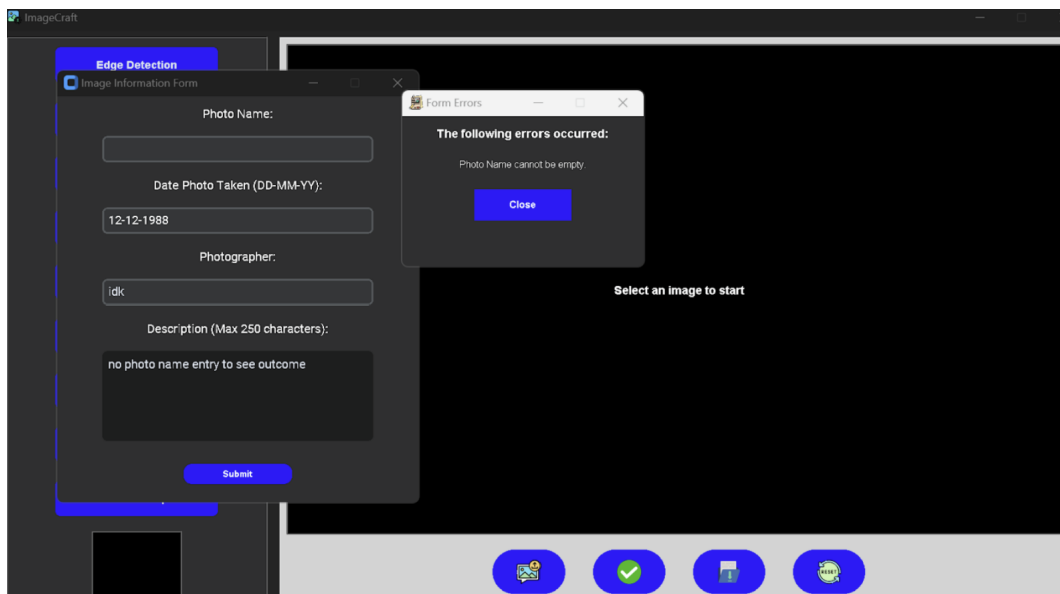 ImageCraft
Edge Detection
Image Information Form
Photo Name:
Date Photo Taken (DD-MM-YY):
12-12-1988
Photographer:
idk
Description (Max 250 characters):
no photo name entry to see outcome
Submit
Form Errors
The following errors occurred:
Photo Name cannot be empty.
Close
Select an image to start
RESET